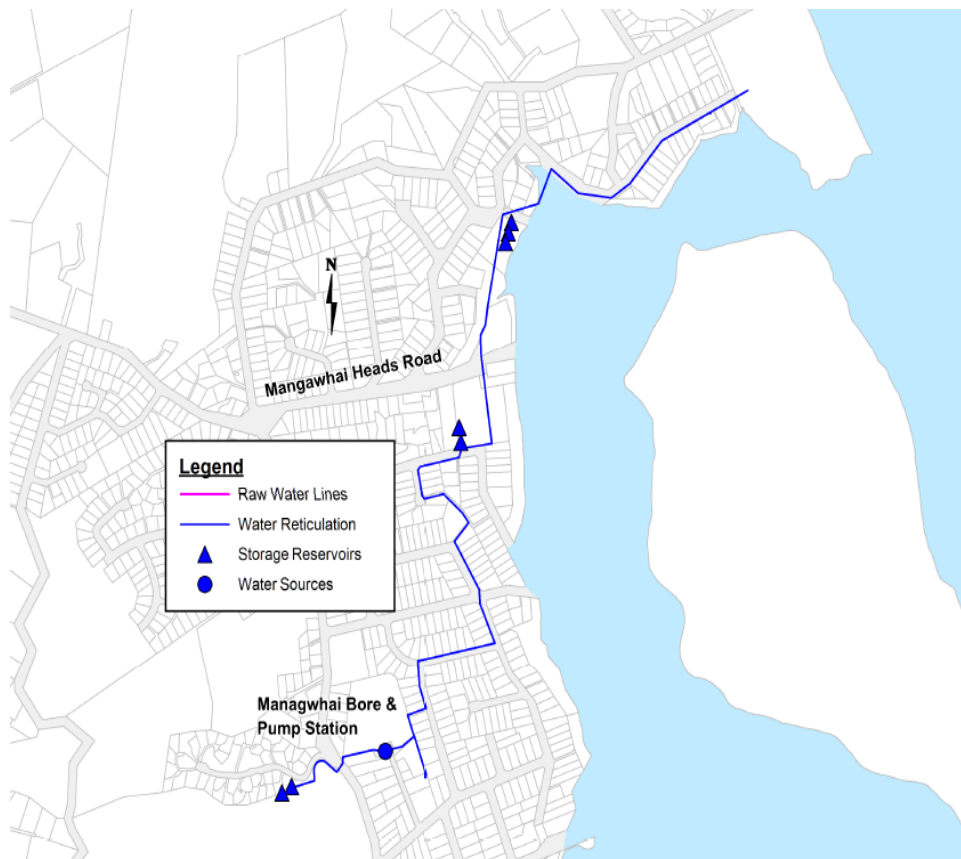 N
Mangawhai Heads Road
Legend
Raw Water Lines
Water Reticulation
Storage Reservoirs
Water Sources
Managwhai Bore &
Pump Station